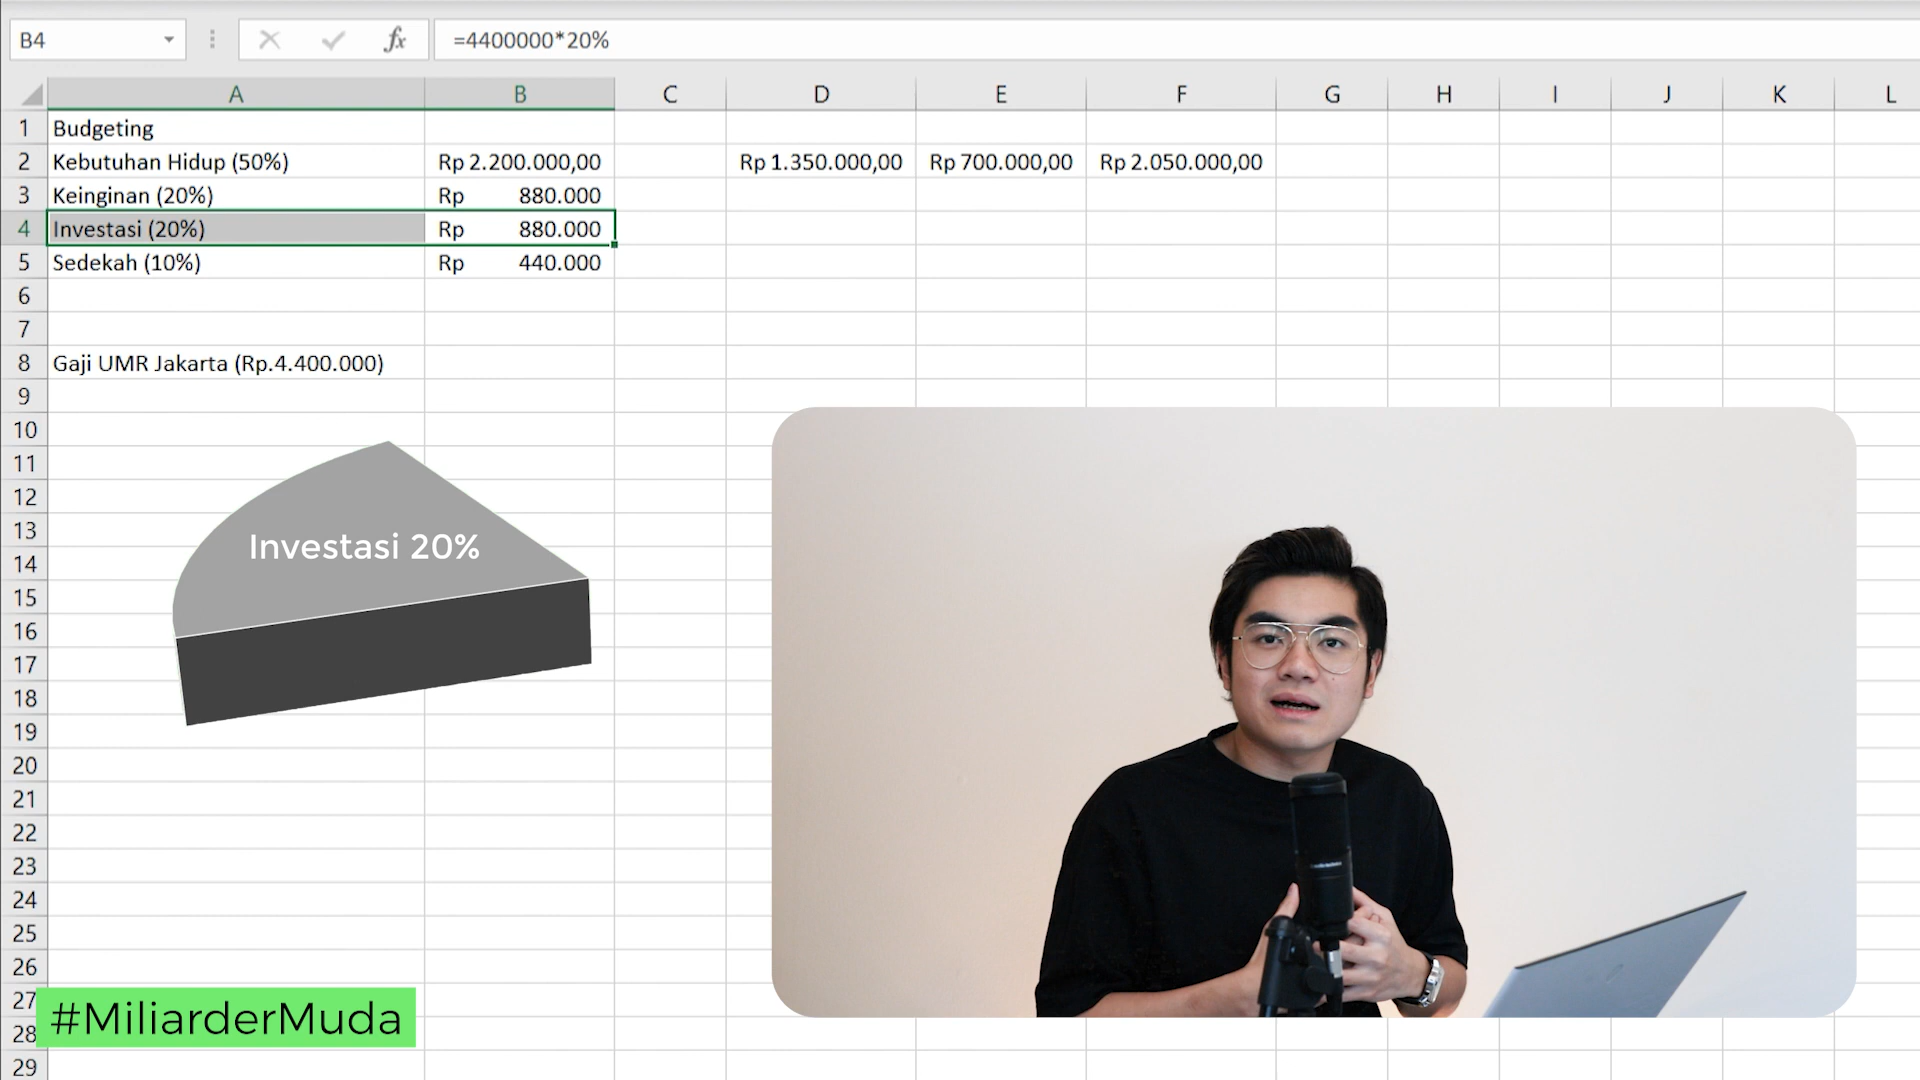 B4
fx
=4400000*20%
A B C D E F G H I J K L
1 Budgeting
2 Kebutuhan Hidup (50%) Rp 2.200.000,00 Rp 1.350.000,00 Rp 700.000,00 Rp 2.050.000,00
3 Keinginan (20%) Rp 880.000
4 Investasi (20%) Rp 880.000
5 Sedekah (10%) Rp 440.000
6
7
8 Gaji UMR Jakarta (Rp.4.400.000)
9
10
11
12
13
14
15
16
17
18
19
20
21
22
23
24
25
26
27
28
29
Investasi 20%
#MiliarderMuda